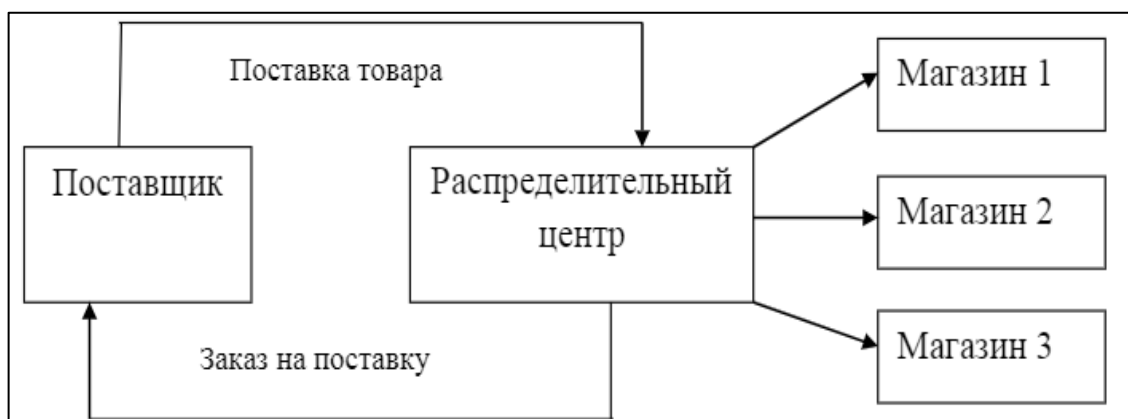 Поставка товара
Поставщик
Распределительный
центр
Магазин 1
Магазин 2
Магазин 3
Заказ на поставку